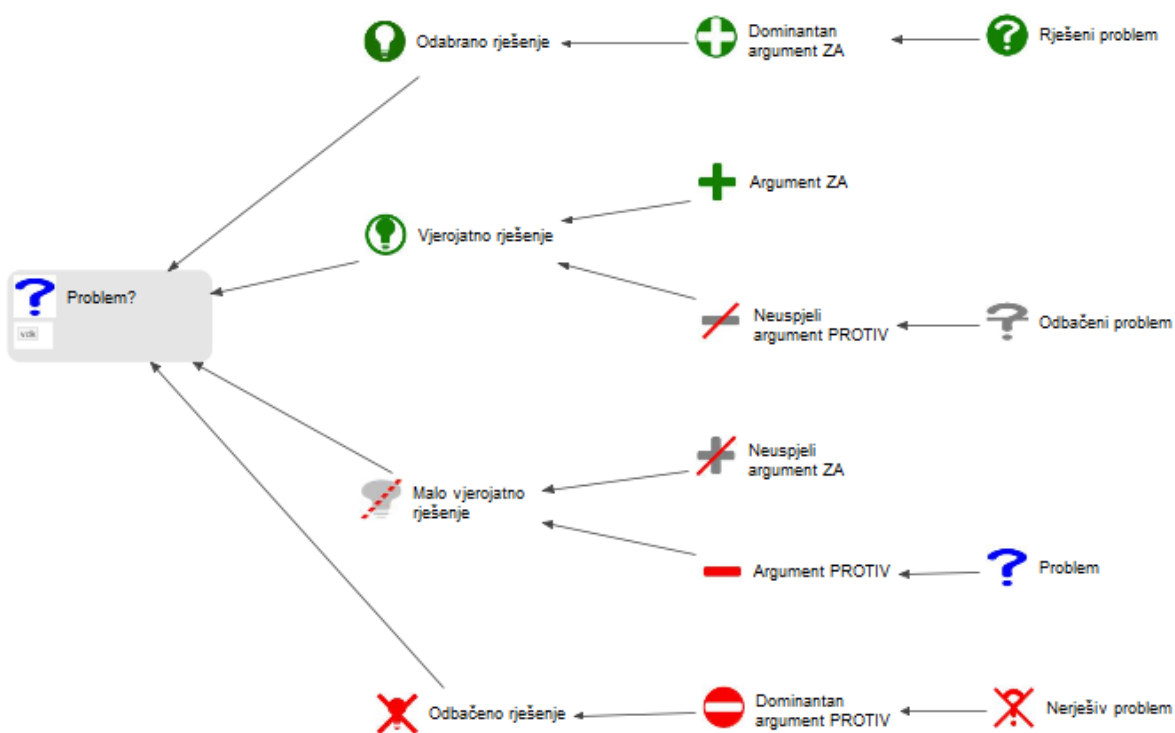 Odabrano rješenje
Dominantan
argument ZA
Rješeni problem
Argument ZA
Vjerojatno rješenje
Problem?
vdk
Neuspjeli
argument PROTIV
Odbačeni problem
Neuspjeli
argument ZA
Malo vjerojatno
rješenje
Argument PROTIV
Problem
Odbačeno rješenje
Dominantan
argument PROTIV
Nerješiv problem